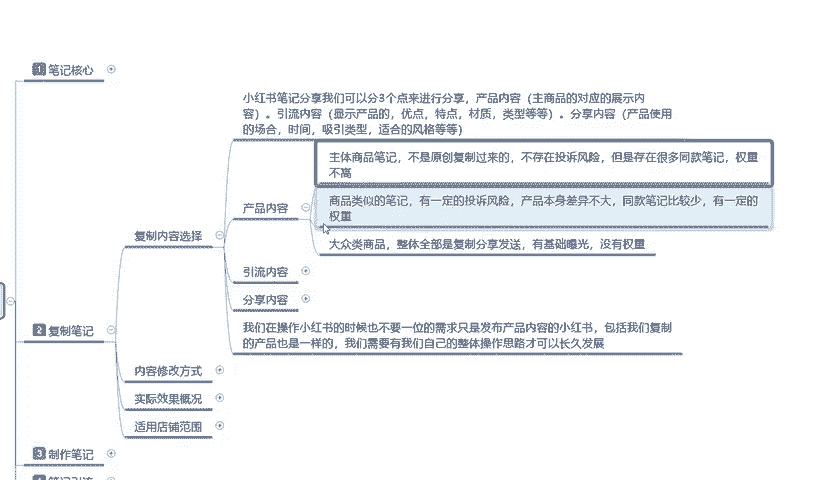 1 笔记核心
小红书笔记分享我们可以分3个点来进行分享，产品内容（主商品的对应的展示内
容）。引流内容（显示产品的，优点，特点，材质，类型等等）。分享内容（产品使用
的场合，时间，吸引类型，适合的风格等等）
主体商品笔记，不是原创复制过来的，不存在投诉风险，但是存在很多同款笔记，权重
不高
产品内容
商品类似的笔记，有一定的投诉风险，产品本身差异不大，同款笔记比较少，有一定的
权重
复制内容选择
大众类商品，整体全部是复制分享发送，有基础曝光，没有权重
引流内容
分享内容
2 复制笔记
我们在操作小红书的时候也不要一位的需求只是发布产品内容的小红书，包括我们复制
的产品也是一样的，我们需要有我们自己的整体操作思路才可以长久发展
内容修改方式
实际效果概况
适用店铺范围
3 制作笔记
笔记引流